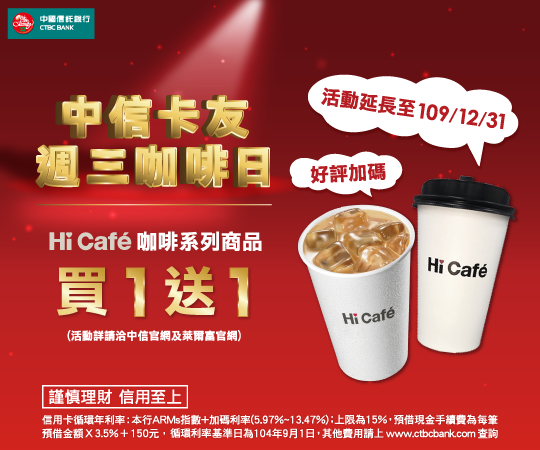 中國信託銀行
CTBC BANK
中信卡友
週三咖啡日
活動延長至109/12/31
好評加碼
Hi Café 咖啡系列商品
買1送1
(活動詳請洽中信官網及萊爾富官網)
Hi Café
Hi Café
謹慎理財 信用至上
信用卡循環年利率:本行ARMs指數+加碼利率(5.97%~13.47%);上限為15%,預借現金手續費為每筆
預借金額X3.5%+150元,循環利率基準日為104年9月1日,其他費用請上 www.ctbcbank.com 查詢